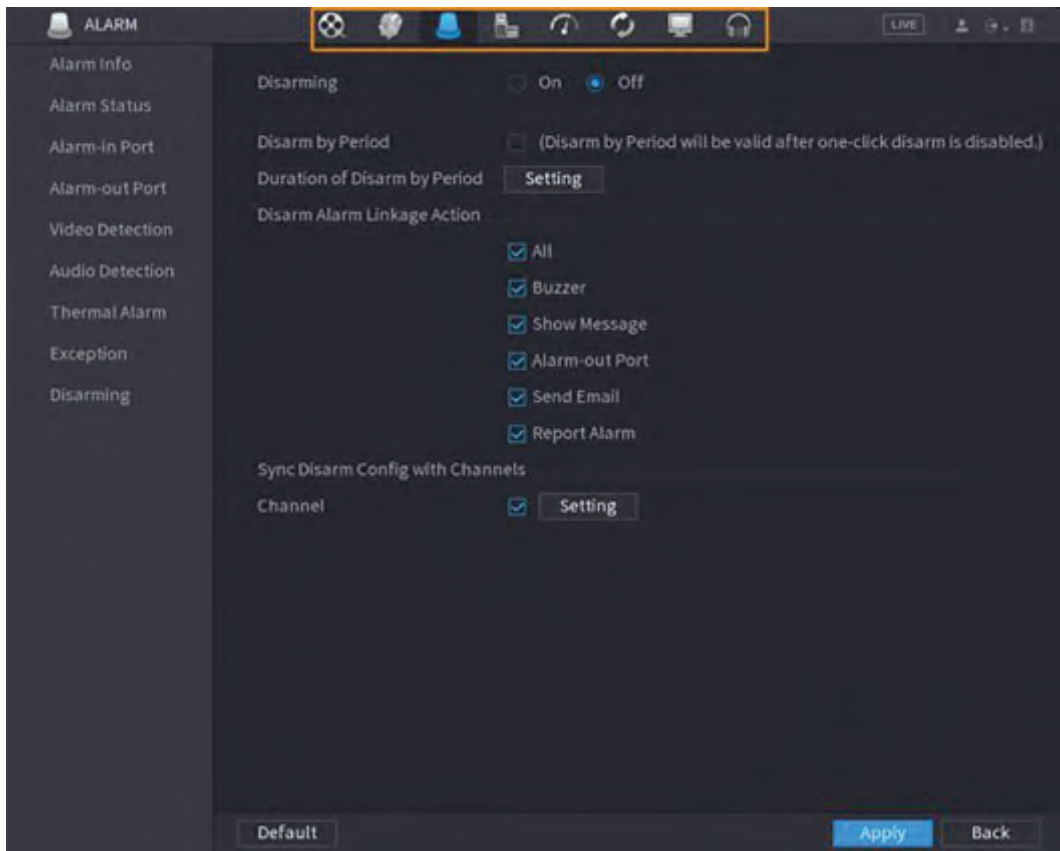 ALARM
LIVE
Alarm Info
Alarm Status
Alarm-in Port
Alarm-out Port
Video Detection
Audio Detection
Thermal Alarm
Exception
Disarming
Disarming On Off
Disarm by Period (Disarm by Period will be valid after one-click disarm is disabled.)
Duration of Disarm by Period Setting
Disarm Alarm Linkage Action
All
Buzzer
Show Message
Alarm-out Port
Send Email
Report Alarm
Sync Disarm Config with Channels
Channel Setting
Default Apply Back